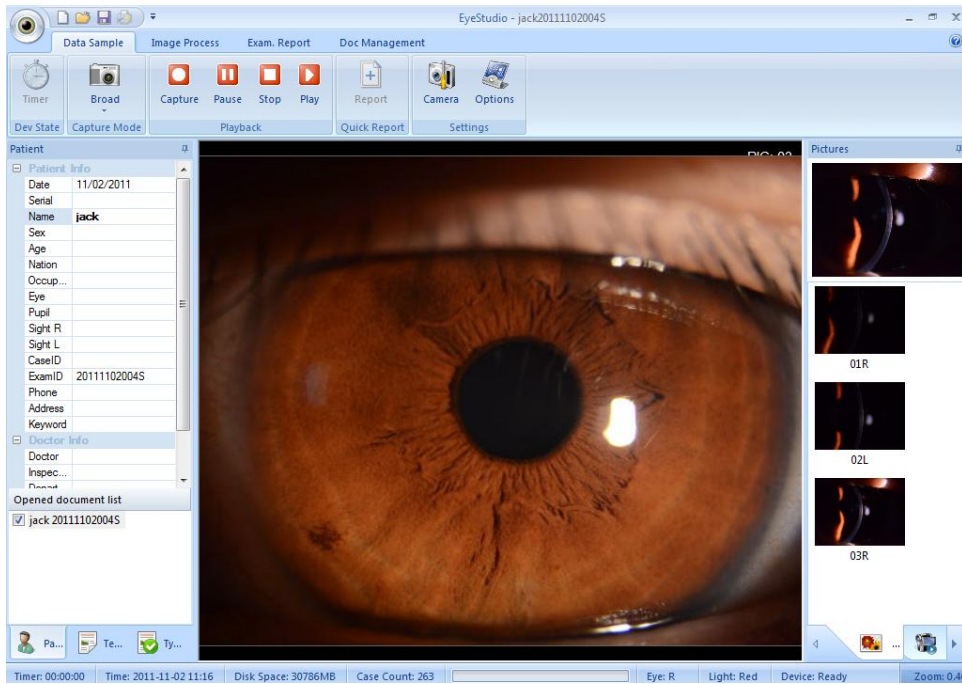 EyeStudio - jack20111102004S
Data Sample Image Process Exam. Report Doc Management
Timer Broad Capture Pause Stop Play Report Camera Options
Dev State Capture Mode Playback Quick Report Settings
Patient
Patient Info
Date 11/02/2011
Serial
Name jack
Sex
Age
Nation
Occup...
Eye
Pupil
Sight R
Sight L
CaseID
ExamID 20111102004S
Phone
Address
Keyword
Doctor Info
Doctor
Inspec...
Opened document list
jack 20111102004S
Pa... Te... Ty...
Pictures
01R
02L
03R
...
Timer: 00:00:00 Time: 2011-11-02 11:16 Disk Space: 30786MB Case Count: 263 Eye: R Light: Red Device: Ready Zoom: 0.4